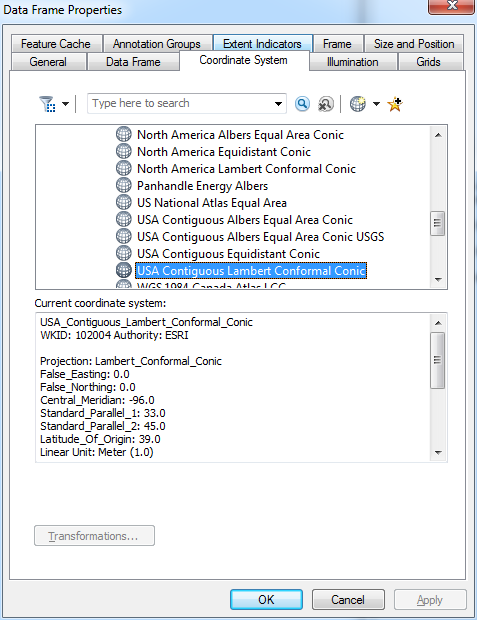 Data Frame Properties
Feature Cache Annotation Groups Extent Indicators Frame Size and Position
General Data Frame Coordinate System Illumination Grids
Type here to search
North America Albers Equal Area Conic
North America Equidistant Conic
North America Lambert Conformal Conic
Panhandle Energy Albers
US National Atlas Equal Area
USA Contiguous Albers Equal Area Conic
USA Contiguous Albers Equal Area Conic USGS
USA Contiguous Equidistant Conic
USA Contiguous Lambert Conformal Conic
WGS 1984 Canada Atlas LCC
Current coordinate system:
USA_Contiguous_Lambert_Conformal_Conic
WKID: 102004 Authority: ESRI
Projection: Lambert_Conformal_Conic
False_Easting: 0.0
False_Northing: 0.0
Central_Meridian: -96.0
Standard_Parallel_1: 33.0
Standard_Parallel_2: 45.0
Latitude_Of_Origin: 39.0
Linear Unit: Meter (1.0)
Transformations...
OK Cancel Apply